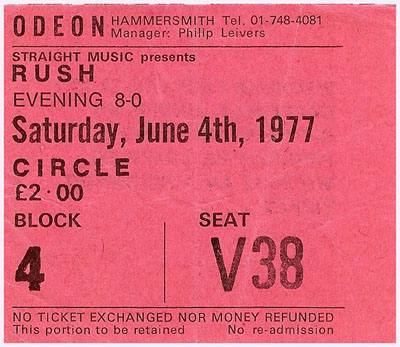 ODEON HAMMERSMITH Tel. 01-748-4081
Manager: Philip Leivers
STRAIGHT MUSIC presents
RUSH
EVENING 8-0
Saturday, June 4th, 1977
CIRCLE
£2·00
BLOCK SEAT
4 V38
NO TICKET EXCHANGED NOR MONEY REFUNDED
This portion to be retained No re-admission